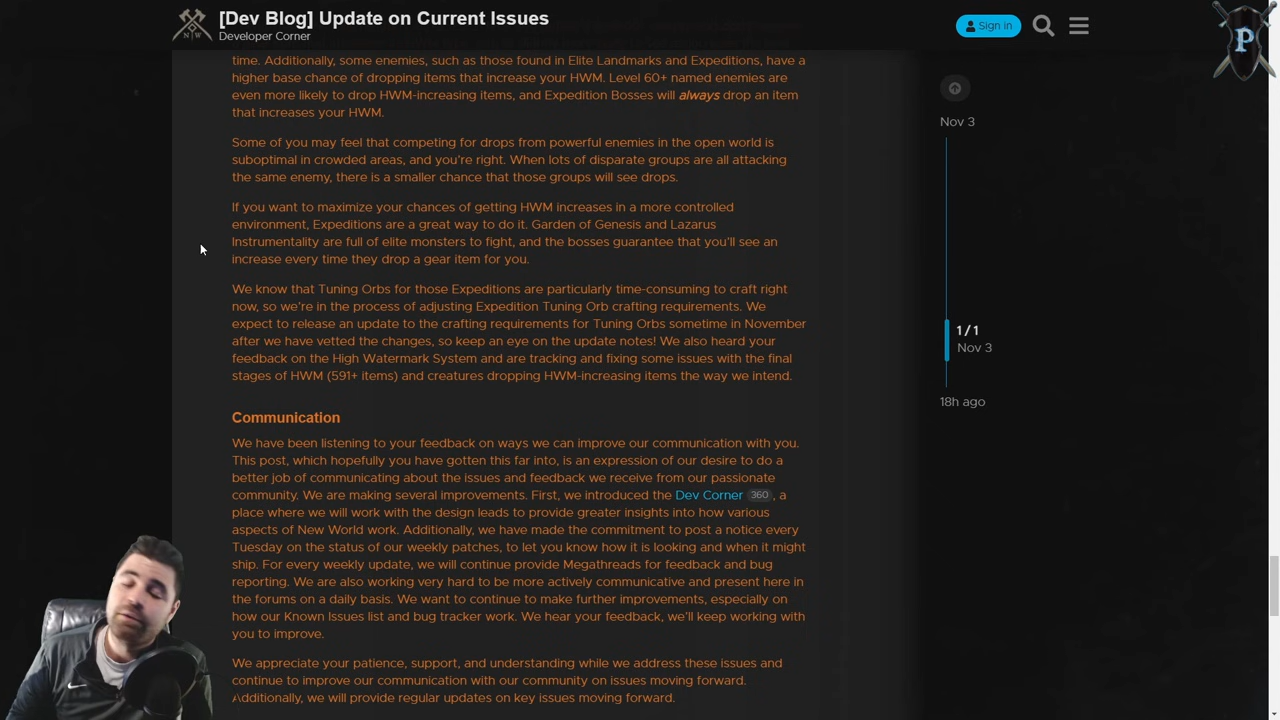 [Dev Blog] Update on Current Issues
Developer Corner
Sign in
P
N W
time. Additionally, some enemies, such as those found in Elite Landmarks and Expeditions, have a
higher base chance of dropping items that increase your HWM. Level 60+ named enemies are
even more likely to drop HWM-increasing items, and Expedition Bosses will always drop an item
that increases your HWM.
Some of you may feel that competing for drops from powerful enemies in the open world is
suboptimal in crowded areas, and you're right. When lots of disparate groups are all attacking
the same enemy, there is a smaller chance that those groups will see drops.
If you want to maximize your chances of getting HWM increases in a more controlled
environment, Expeditions are a great way to do it. Garden of Genesis and Lazarus
Instrumentality are full of elite monsters to fight, and the bosses guarantee that you'll see an
increase every time they drop a gear item for you.
We know that Tuning Orbs for those Expeditions are particularly time-consuming to craft right
now, so we're in the process of adjusting Expedition Tuning Orb crafting requirements. We
expect to release an update to the crafting requirements for Tuning Orbs sometime in November
after we have vetted the changes, so keep an eye on the update notes! We also heard your
feedback on the High Watermark System and are tracking and fixing some issues with the final
stages of HWM (591+ items) and creatures dropping HWM-increasing items the way we intend.
Communication
We have been listening to your feedback on ways we can improve our communication with you.
This post, which hopefully you have gotten this far into, is an expression of our desire to do a
better job of communicating about the issues and feedback we receive from our passionate
community. We are making several improvements. First, we introduced the Dev Corner 360, a
place where we will work with the design leads to provide greater insights into how various
aspects of New World work. Additionally, we have made the commitment to post a notice every
Tuesday on the status of our weekly patches, to let you know how it is looking and when it might
ship. For every weekly update, we will continue provide Megathreads for feedback and bug
reporting. We are also working very hard to be more actively communicative and present here in
the forums on a daily basis. We want to continue to make further improvements, especially on
how our Known Issues list and bug tracker work. We hear your feedback, we'll keep working with
you to improve.
We appreciate your patience, support, and understanding while we address these issues and
continue to improve our communication with our community on issues moving forward.
Additionally, we will provide regular updates on key issues moving forward.
Nov 3
1 / 1
Nov 3
18h ago